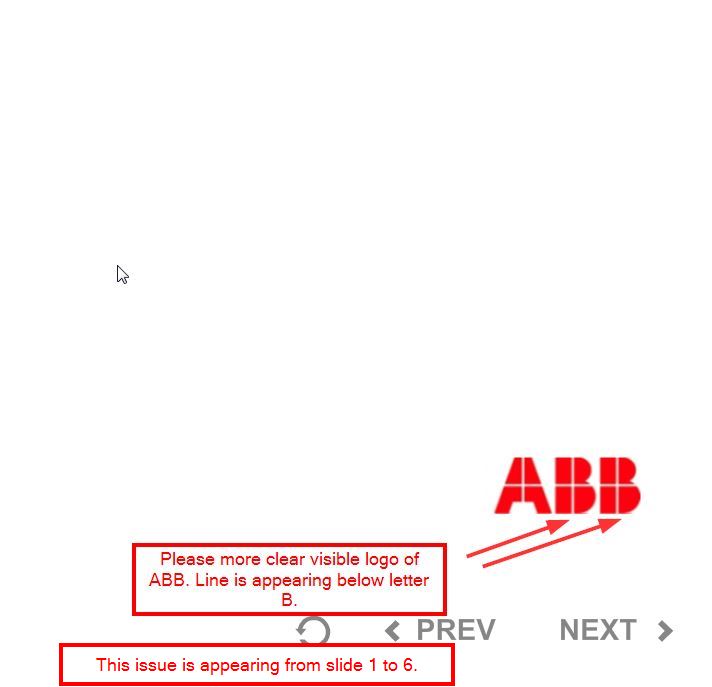 ABB
Please more clear visible logo of
ABB. Line is appearing below letter
B.
PREV
NEXT
This issue is appearing from slide 1 to 6.